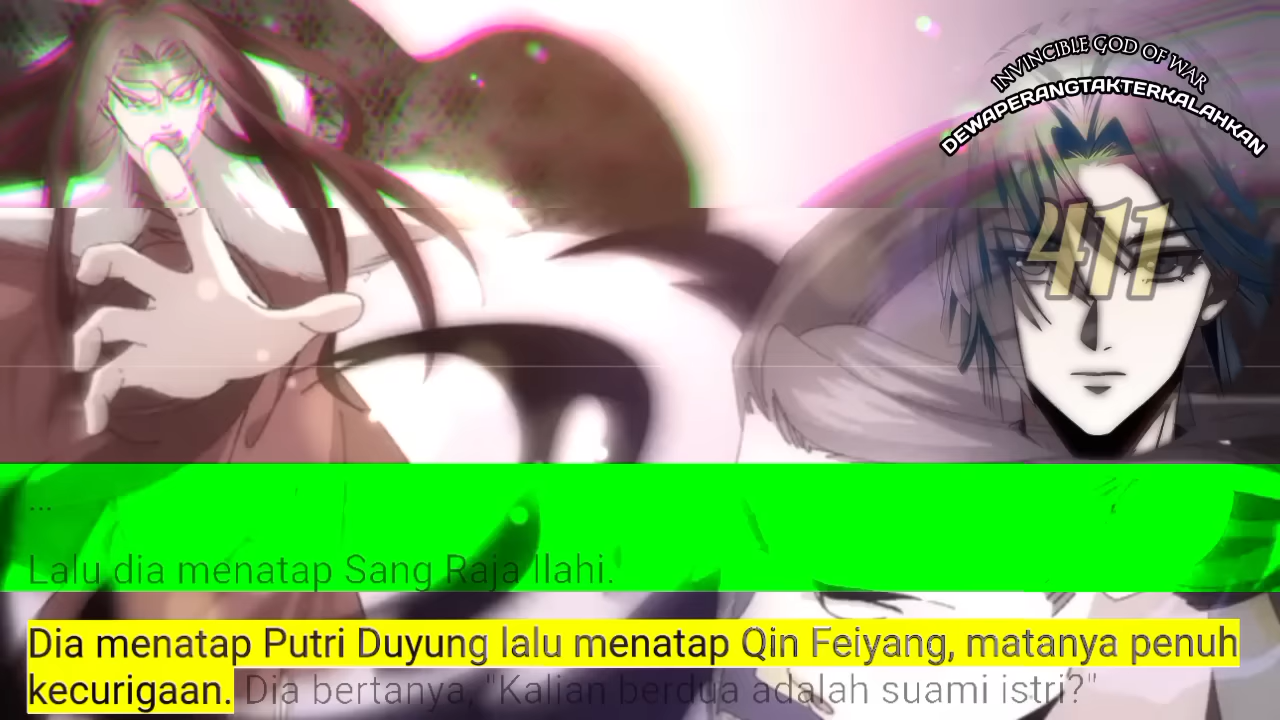 INVINCIBLE GOD OF WAR
DEWAPERANGTAKTERKALAHKAN
411
...
Lalu dia menatap Sang Raja Ilahi.
Dia menatap Putri Duyung lalu menatap Qin Feiyang, matanya penuh
kecurigaan. Dia bertanya, "Kalian berdua adalah suami istri?"